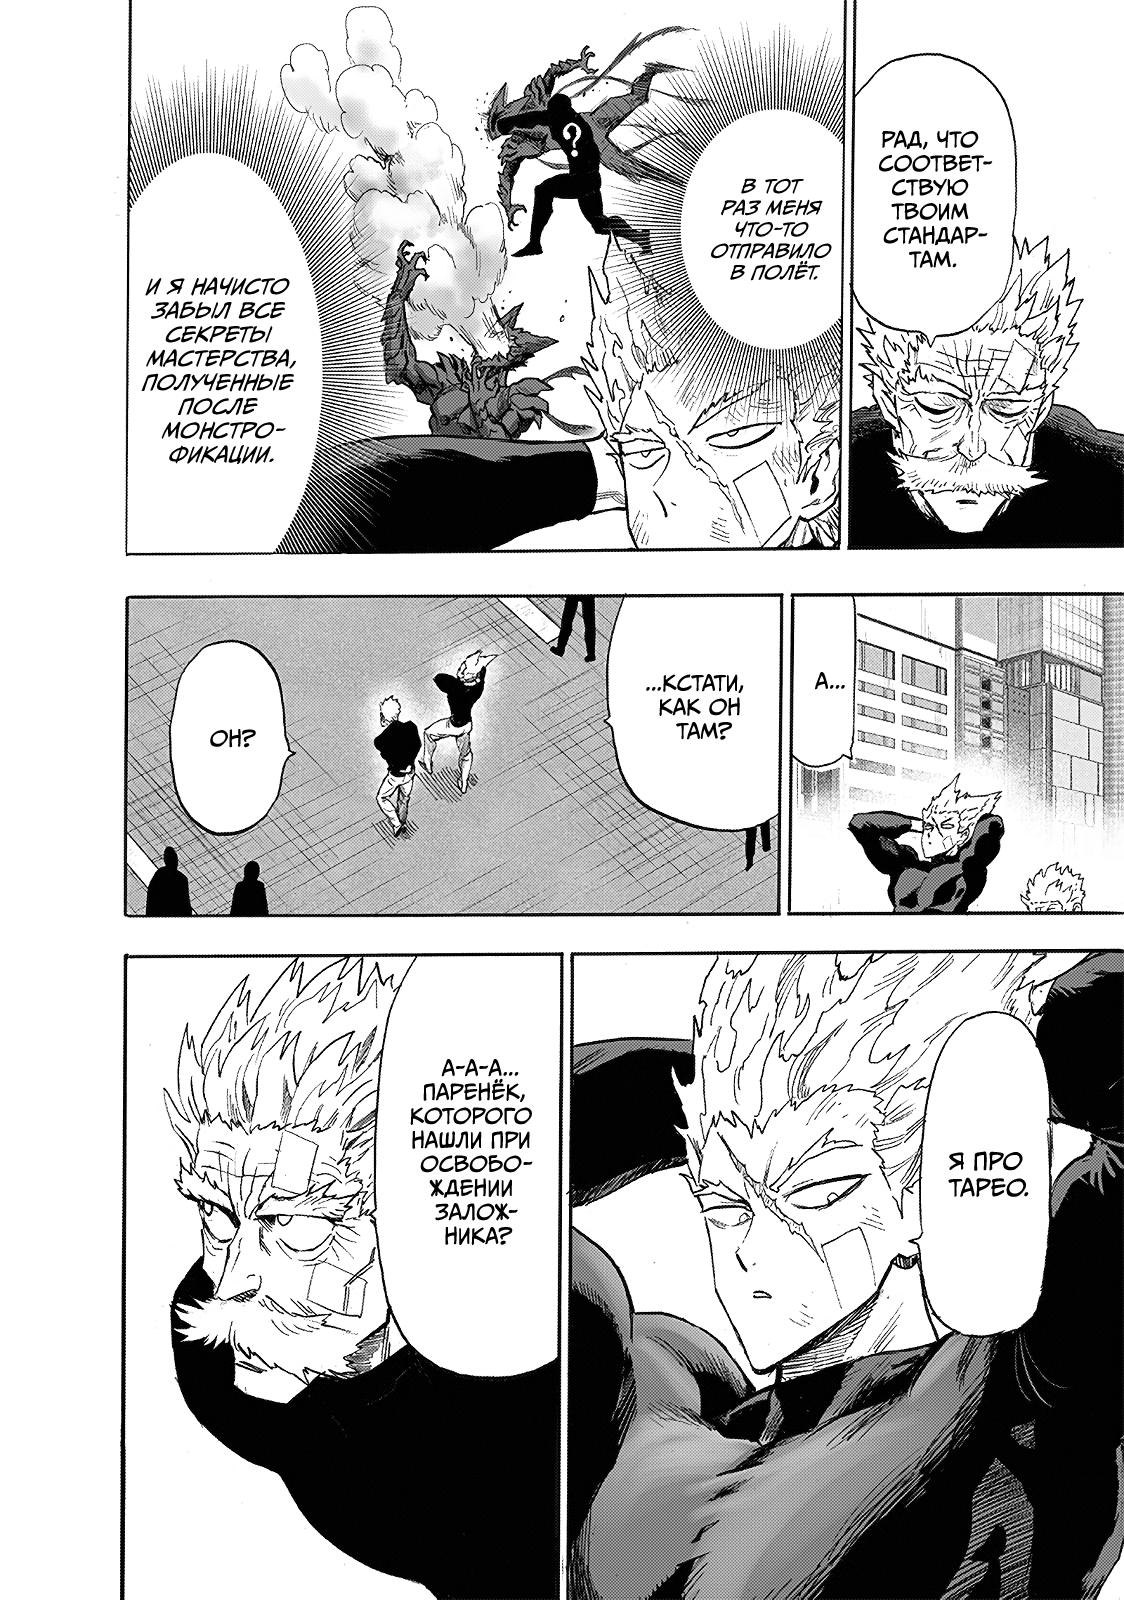 РАД, ЧТО
СООТВЕТ-
СТВУЮ
ТВОИМ
СТАНДАР-
ТАМ.
?
В ТОТ
РАЗ МЕНЯ
ЧТО-ТО
ОТПРАВИЛО
В ПОЛЁТ.
И Я НАЧИСТО
ЗАБЫЛ ВСЕ
СЕКРЕТЫ
МАСТЕРСТВА,
ПОЛУЧЕННЫЕ
ПОСЛЕ
МОНСТРО-
ФИКАЦИИ.
А...
...КСТАТИ,
КАК ОН
ТАМ?
ОН?
Я ПРО
ТАРЕО.
А-А-А...
ПАРЕНЁК,
КОТОРОГО
НАШЛИ ПРИ
ОСВОБО-
ЖДЕНИИ
ЗАЛОЖ-
НИКА?